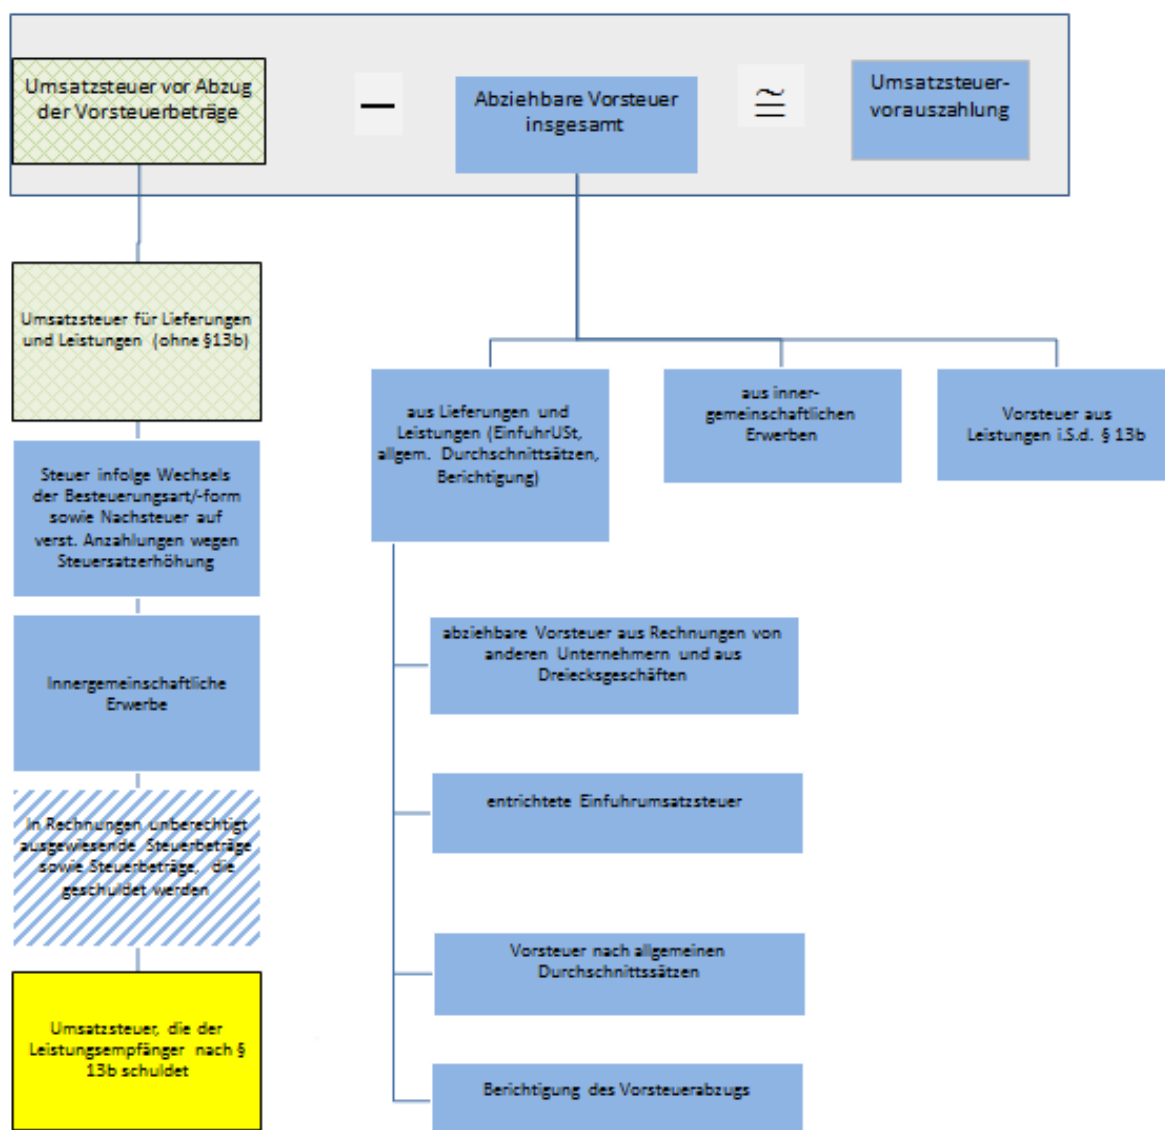 Umsatzsteuer vor Abzug
der Vorsteuerbeträge
−
Abziehbare Vorsteuer
insgesamt
≅
Umsatzsteuer-
vorauszahlung
Umsatzsteuer für Lieferungen
und Leistungen (ohne §13b)
Steuer infolge Wechsels
der Besteuerungsart/-form
sowie Nachsteuer auf
verst. Anzahlungen wegen
Steuersatzerhöhung
Innergemeinschaftliche
Erwerbe
In Rechnungen unberechtigt
ausgewiesende Steuerbeträge
sowie Steuerbeträge, die
geschuldet werden
Umsatzsteuer, die der
Leistungsempfänger nach §
13b schuldet
aus Lieferungen und
Leistungen (EinfuhrUSt,
allgem. Durchschnittsätzen,
Berichtigung)
aus inner-
gemeinschaftlichen
Erwerben
Vorsteuer aus
Leistungen i.S.d. § 13b
abziehbare Vorsteuer aus Rechnungen von
anderen Unternehmern und aus
Dreiecksgeschäften
entrichtete Einfuhrumsatzsteuer
Vorsteuer nach allgemeinen
Durchschnittssätzen
Berichtigung des Vorsteuerabzugs